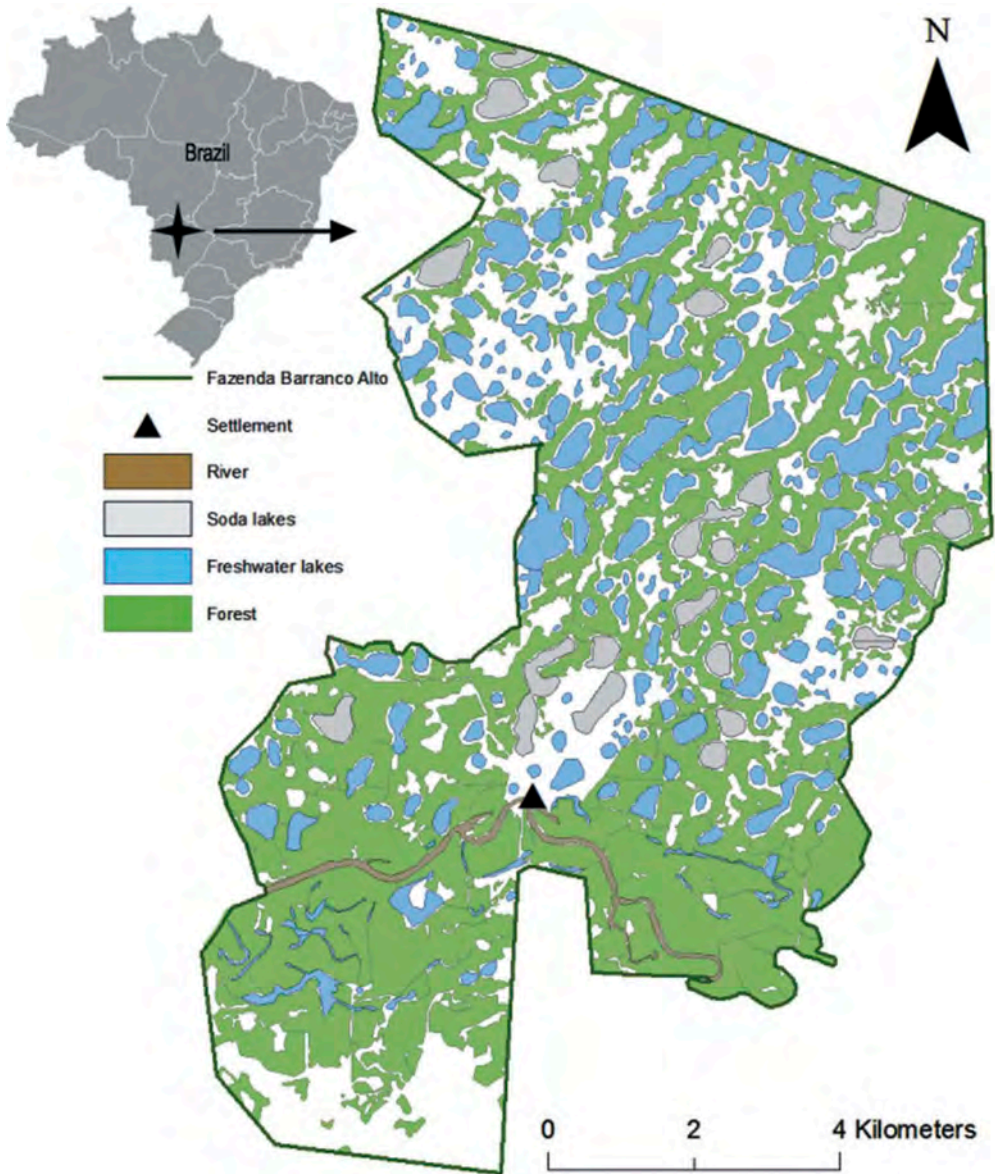 N
Brazil
Fazenda Barranco Alto
Settlement
River
Soda lakes
Freshwater lakes
Forest
0 2 4 Kilometers